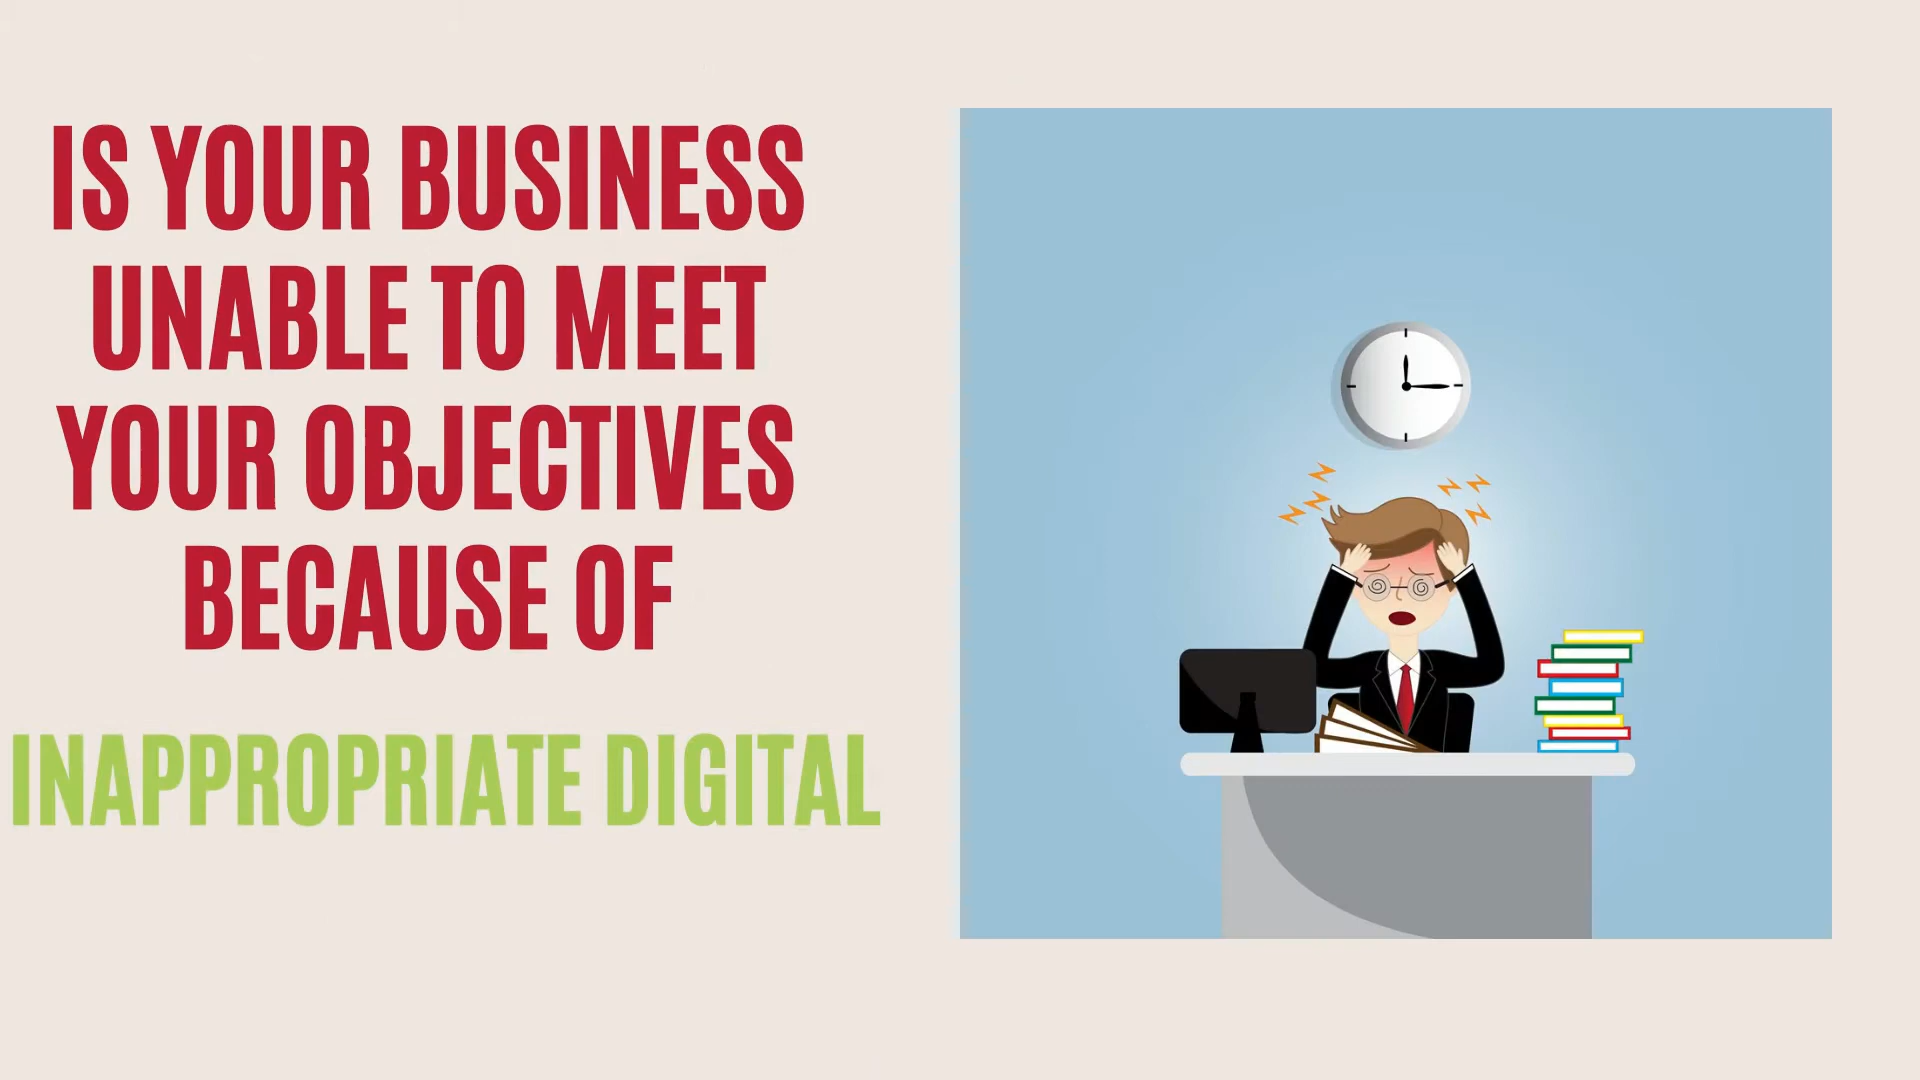 IS YOUR BUSINESS
UNABLE TO MEET
YOUR OBJECTIVES
BECAUSE OF
INAPPROPRIATE DIGITAL